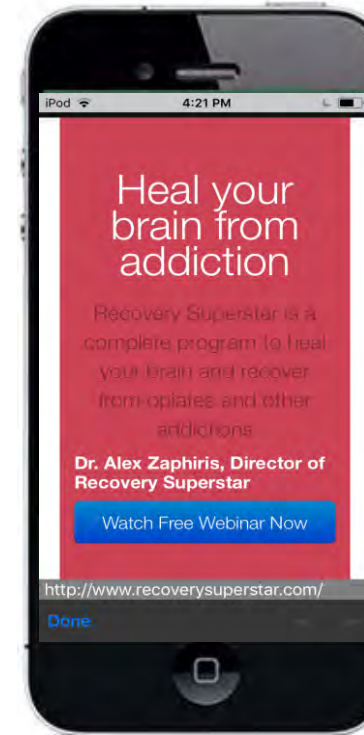 iPod 4:21 PM
Heal your
brain from
addiction
Recovery Superstar is a
complete program to heal
your brain and recover
from opiates and other
addictions
Dr. Alex Zaphiris, Director of
Recovery Superstar
Watch Free Webinar Now
http://www.recoverysuperstar.com/
Done